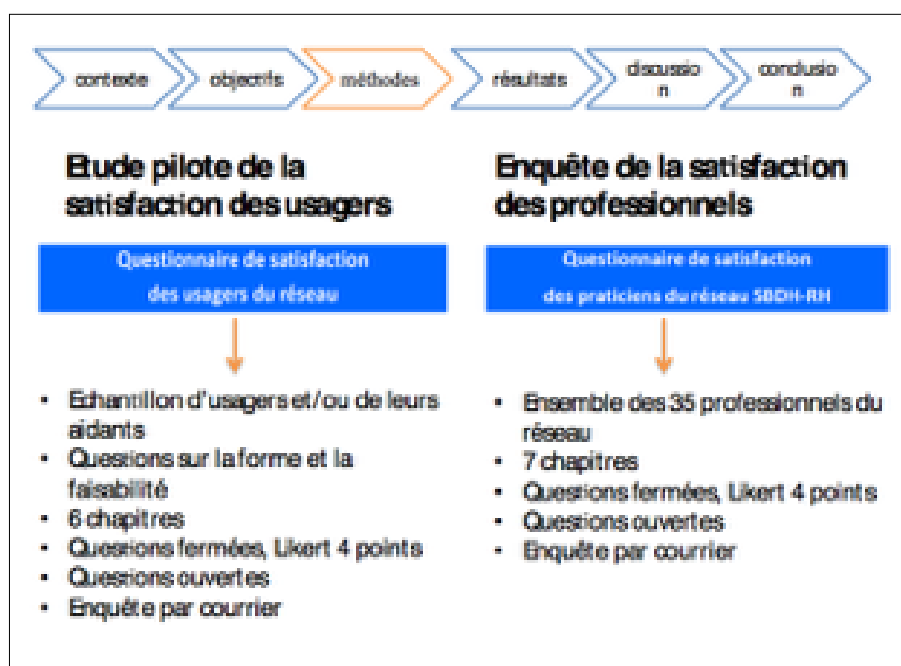 contexte
objectifs
méthodes
résultats
discussio
n
conclusio
n
Etude pilote de la
satisfaction des usagers
Questionnaire de satisfaction
des usagers du réseau
• Echantillon d'usagers et/ou de leurs
aidants
• Questions sur la forme et la
faisabilité
• 6 chapitres
• Questions fermées, Likert 4 points
• Questions ouvertes
• Enquête par courrier
Enquête de la satisfaction
des professionnels
Questionnaire de satisfaction
des praticiens du réseau SBDH-RH
• Ensemble des 35 professionnels du
réseau
• 7 chapitres
• Questions fermées, Likert 4 points
• Questions ouvertes
• Enquête par courrier